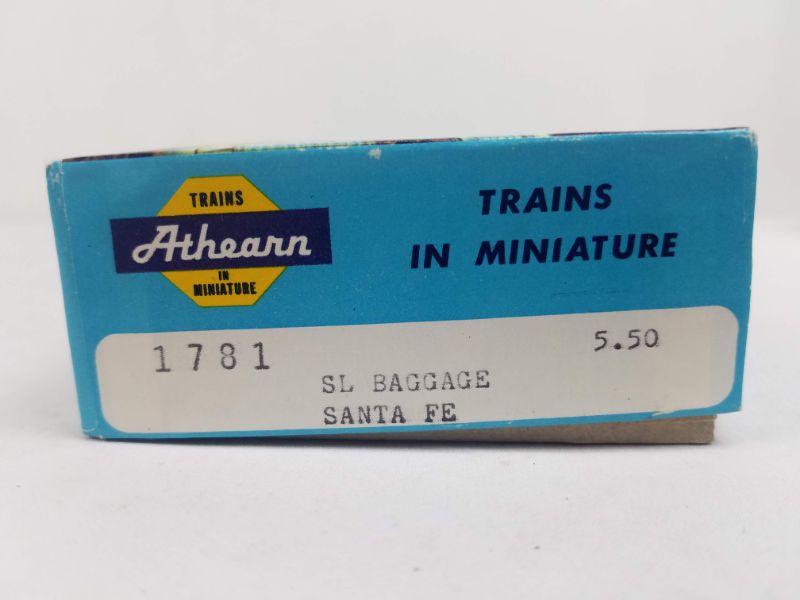 TRAINS
Athearn
IN
MINIATURE
TRAINS
IN MINIATURE
1781
5.50
SL BAGGAGE
SANTA FE